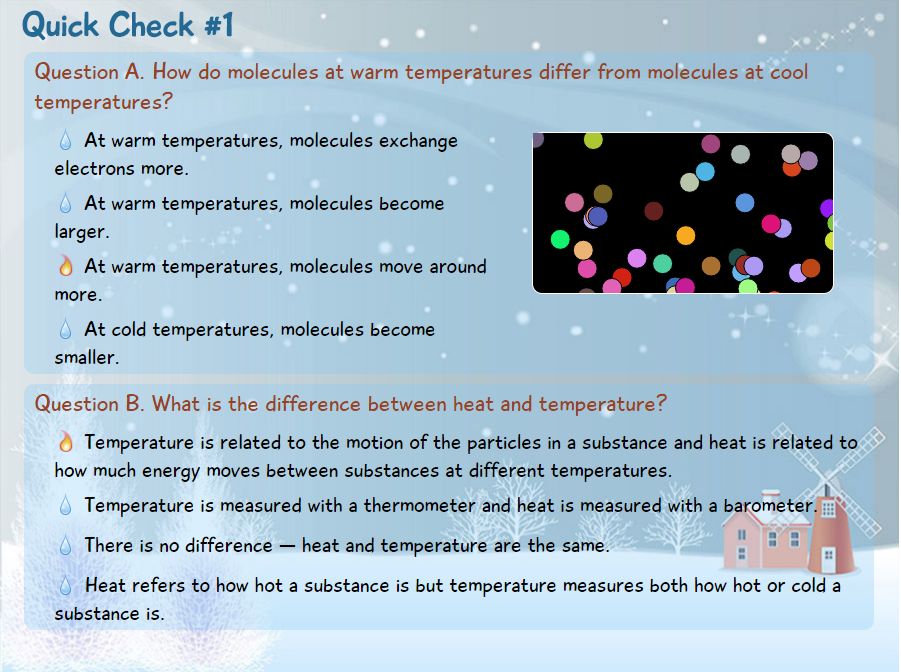 Quick Check #1
Question A. How do molecules at warm temperatures differ from molecules at cool
temperatures?
At warm temperatures, molecules exchange
electrons more.
At warm temperatures, molecules become
larger.
At warm temperatures, molecules move around
more.
At cold temperatures, molecules become
smaller.
Question B. What is the difference between heat and temperature?
Temperature is related to the motion of the particles in a substance and heat is related to
how much energy moves between substances at different temperatures.
Temperature is measured with a thermometer and heat is measured with a barometer.
There is no difference — heat and temperature are the same.
Heat refers to how hot a substance is but temperature measures both how hot or cold a
substance is.